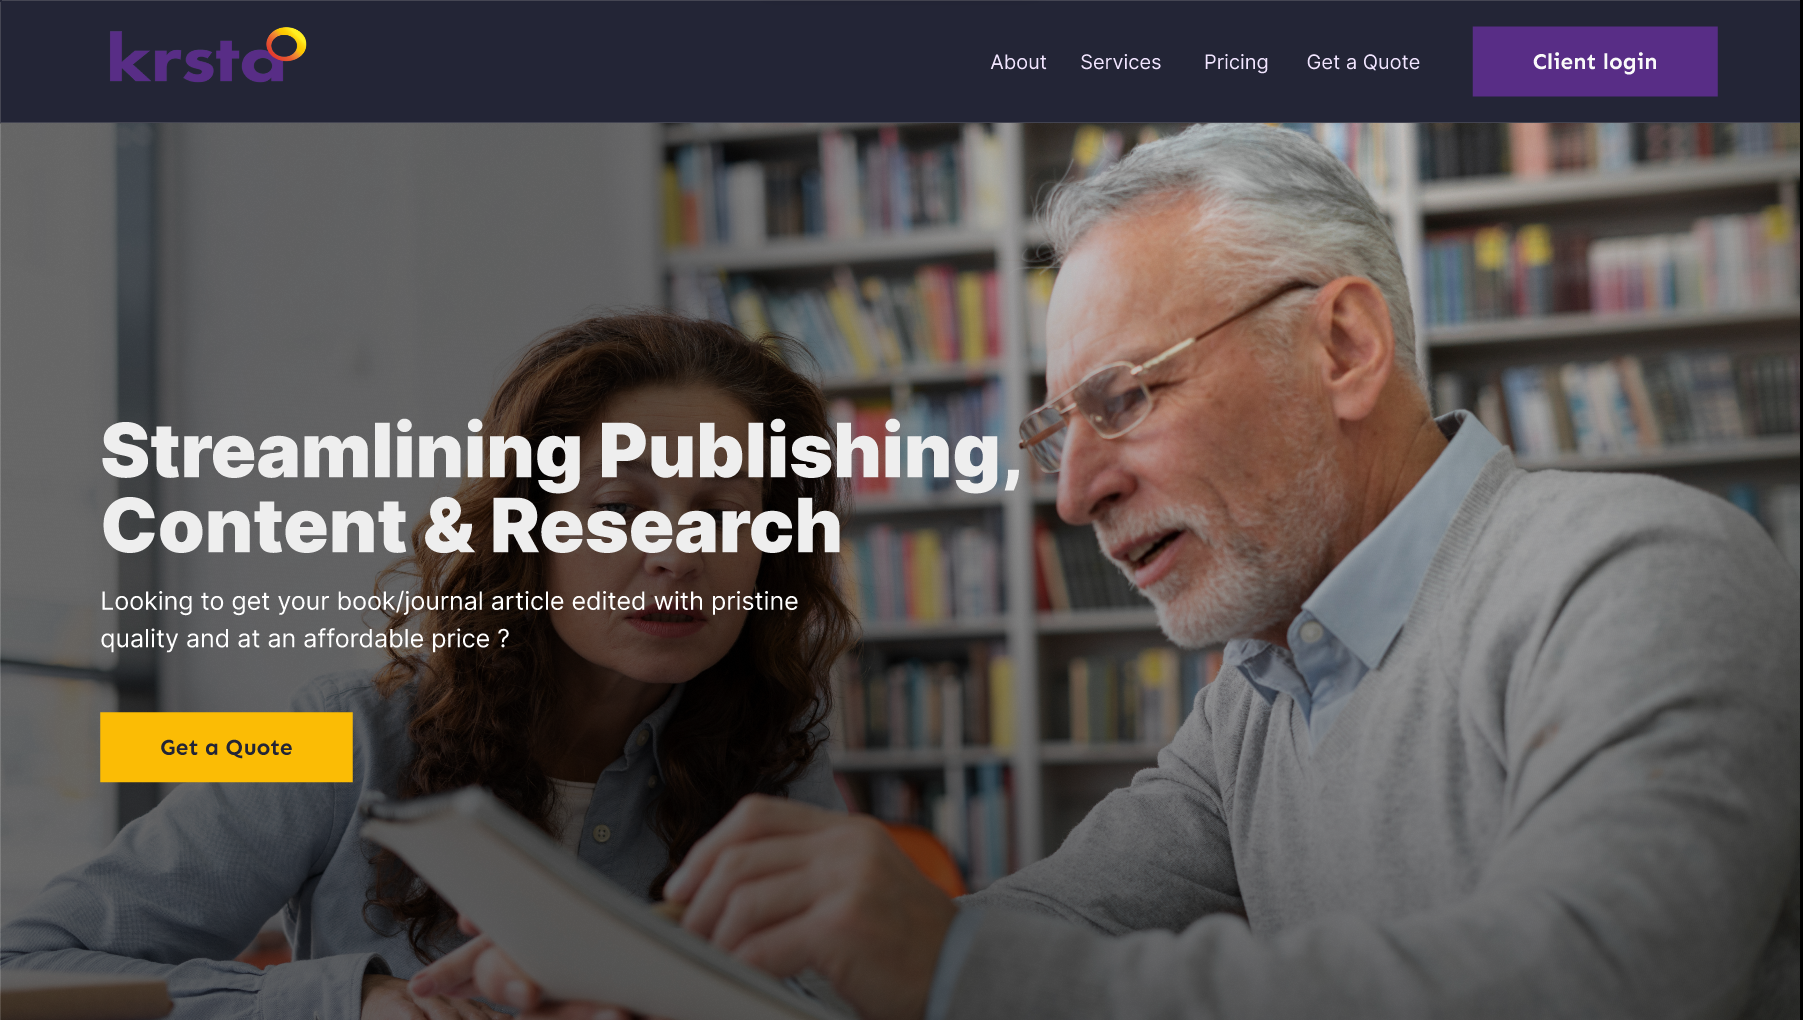 krsta
About Services Pricing Get a Quote Client login
Streamlining Publishing,
Content & Research
Looking to get your book/journal article edited with pristine
quality and at an affordable price ?
Get a Quote